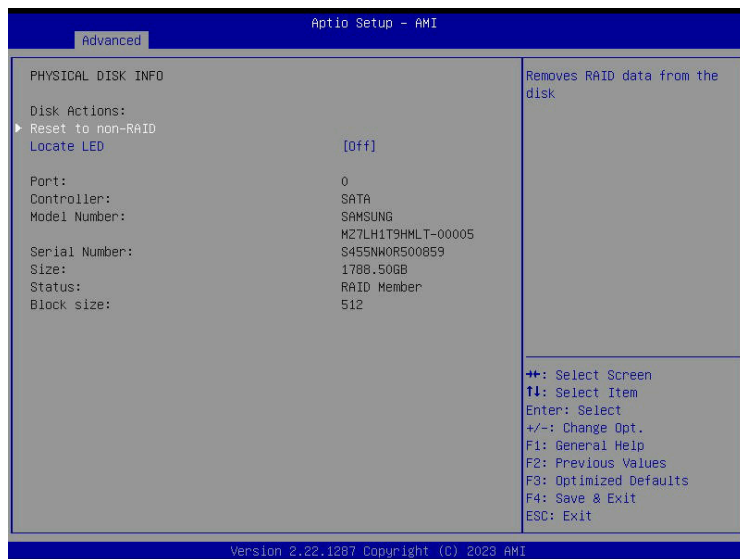 Aptio Setup – AMI
Advanced
PHYSICAL DISK INFO
Disk Actions:
Reset to non-RAID
Locate LED [Off]
Port: 0
Controller: SATA
Model Number: SAMSUNG
MZ7LH1T9HMLT-00005
Serial Number: S455NW0R500859
Size: 1788.50GB
Status: RAID Member
Block size: 512
Removes RAID data from the
disk
→←: Select Screen
↑↓: Select Item
Enter: Select
+/-: Change Opt.
F1: General Help
F2: Previous Values
F3: Optimized Defaults
F4: Save & Exit
ESC: Exit
Version 2.22.1287 Copyright (C) 2023 AMI